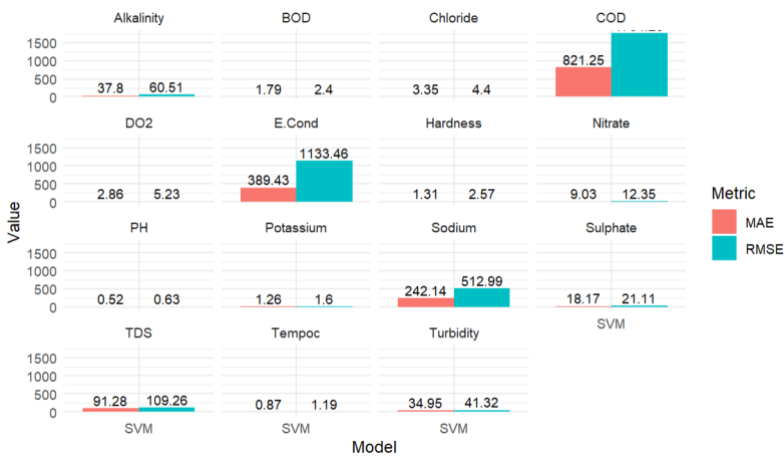 Alkalinity BOD Chloride COD
1500
1000
500
0
37.8 60.51 1.79 2.4 3.35 4.4 821.25
DO2 E.Cond Hardness Nitrate
1500
1000
500
0
2.86 5.23 389.43 1133.46 1.31 2.57 9.03 12.35
PH Potassium Sodium Sulphate
1500
1000
500
0
0.52 0.63 1.26 1.6 242.14 512.99 18.17 21.11
SVM
TDS Tempoc Turbidity
1500
1000
500
0
91.28 109.26 0.87 1.19 34.95 41.32
SVM SVM SVM
Model
Value
Metric
MAE
RMSE